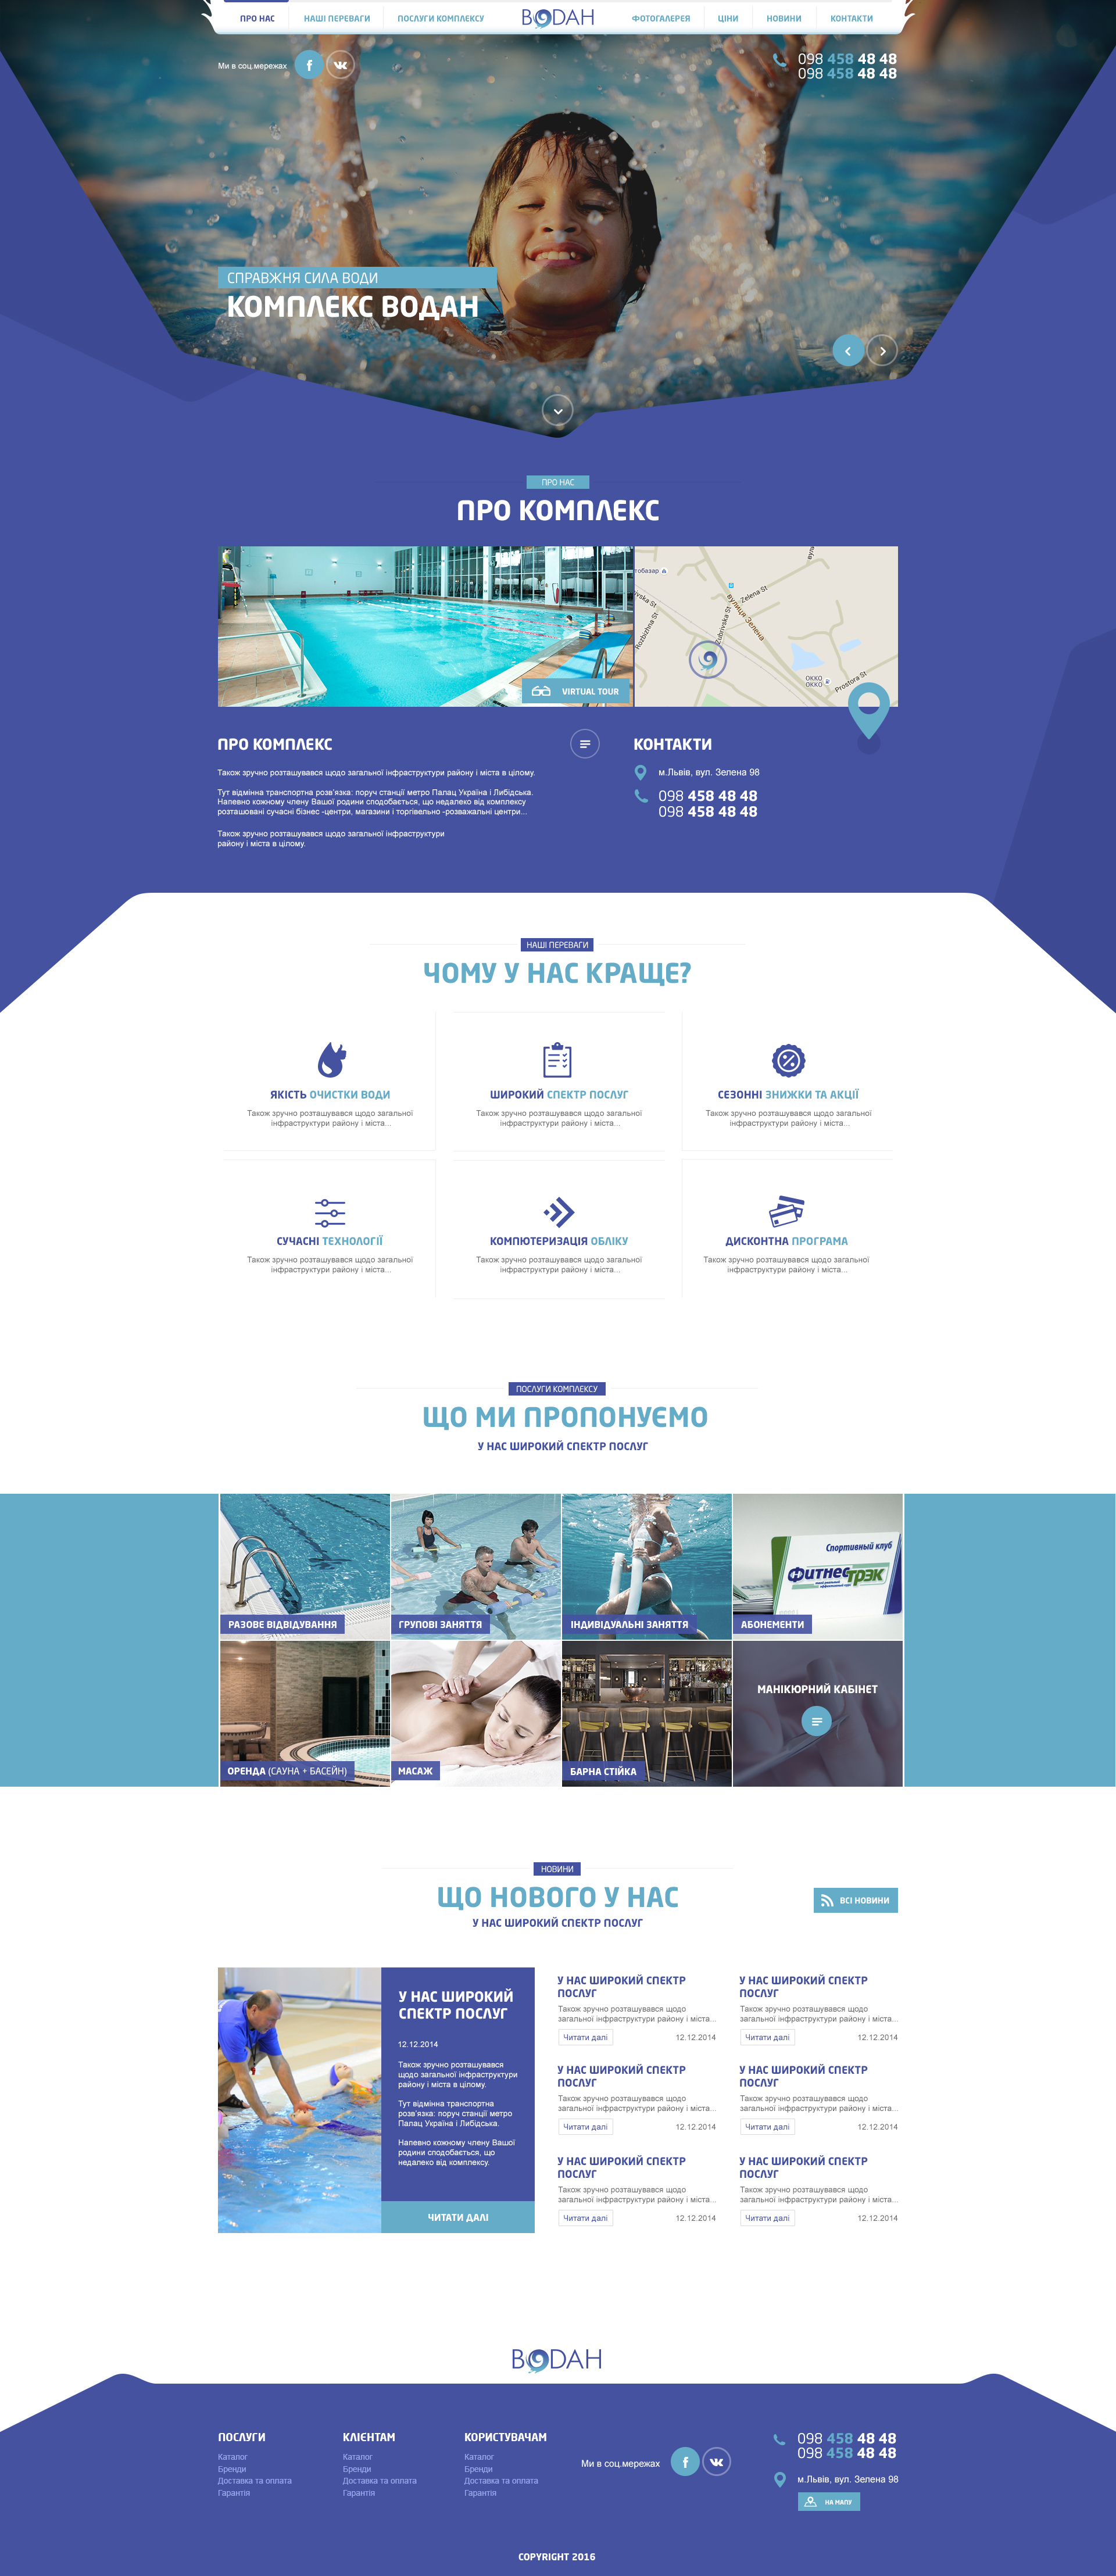 ПРО НАС
НАШІ ПЕРЕВАГИ
ПОСЛУГИ КОМПЛЕКСУ
ВОДАН
ФОТОГАЛЕРЕЯ
ЦІНИ
НОВИНИ
КОНТАКТИ
Ми в соц.мережах
098 458 48 48
098 458 48 48
СПРАВЖНЯ СИЛА ВОДИ
КОМПЛЕКС ВОДАН
ПРО НАС
ПРО КОМПЛЕКС
VIRTUAL TOUR
тобазар
Rozbizhna St
Zubrivska St
вулиця Зелена
Zelena St
ОККО
ОККО
Prostora St
ПРО КОМПЛЕКС
Також зручно розташувався щодо загальної інфраструктури району і міста в цілому.
Тут відмінна транспортна розв'язка: поруч станції метро Палац Україна і Либідська.
Напевно кожному члену Вашої родини сподобається, що недалеко від комплексу
розташовані сучасні бізнес -центри, магазини і торгівельно -розважальні центри...
Також зручно розташувався щодо загальної інфраструктури
району і міста в цілому.
КОНТАКТИ
м.Львів, вул. Зелена 98
098 458 48 48
098 458 48 48
НАШІ ПЕРЕВАГИ
ЧОМУ У НАС КРАЩЕ?
ЯКІСТЬ ОЧИСТКИ ВОДИ
Також зручно розташувався щодо загальної
інфраструктури району і міста...
ШИРОКИЙ СПЕКТР ПОСЛУГ
Також зручно розташувався щодо загальної
інфраструктури району і міста...
СЕЗОННІ ЗНИЖКИ ТА АКЦІЇ
Також зручно розташувався щодо загальної
інфраструктури району і міста...
СУЧАСНІ ТЕХНОЛОГІЇ
Також зручно розташувався щодо загальної
інфраструктури району і міста...
КОМПЮТЕРИЗАЦІЯ ОБЛІКУ
Також зручно розташувався щодо загальної
інфраструктури району і міста...
ДИСКОНТНА ПРОГРАМА
Також зручно розташувався щодо загальної
інфраструктури району і міста...
ПОСЛУГИ КОМПЛЕКСУ
ЩО МИ ПРОПОНУЄМО
У НАС ШИРОКИЙ СПЕКТР ПОСЛУГ
РАЗОВЕ ВІДВІДУВАННЯ
ГРУПОВІ ЗАНЯТТЯ
ІНДИВИДУАЛЬНІ ЗАНЯТТЯ
Спортивный клуб
Фитнес трэк
АБОНЕМЕНТИ
ОРЕНДА (САУНА + БАСЕЙН)
МАСАЖ
БАРНА СТІЙКА
МАНІКЮРНИЙ КАБІНЕТ
НОВИНИ
ЩО НОВОГО У НАС
У НАС ШИРОКИЙ СПЕКТР ПОСЛУГ
ВСІ НОВИНИ
У НАС ШИРОКИЙ
СПЕКТР ПОСЛУГ
12.12.2014
Також зручно розташувався
щодо загальної інфраструктури
району і міста в цілому.
Тут відмінна транспортна
розв'язка: поруч станції метро
Палац Україна і Либідська.
Напевно кожному члену Вашої
родини сподобається, що
недалеко від комплексу.
ЧИТАТИ ДАЛІ
У НАС ШИРОКИЙ СПЕКТР
ПОСЛУГ
Також зручно розташувався щодо
загальної інфраструктури району і міста...
Читати далі
12.12.2014
У НАС ШИРОКИЙ СПЕКТР
ПОСЛУГ
Також зручно розташувався щодо
загальної інфраструктури району і міста...
Читати далі
12.12.2014
У НАС ШИРОКИЙ СПЕКТР
ПОСЛУГ
Також зручно розташувався щодо
загальної інфраструктури району і міста...
Читати далі
12.12.2014
У НАС ШИРОКИЙ СПЕКТР
ПОСЛУГ
Також зручно розташувався щодо
загальної інфраструктури району і міста...
Читати далі
12.12.2014
У НАС ШИРОКИЙ СПЕКТР
ПОСЛУГ
Також зручно розташувався щодо
загальної інфраструктури району і міста...
Читати далі
12.12.2014
У НАС ШИРОКИЙ СПЕКТР
ПОСЛУГ
Також зручно розташувався щодо
загальної інфраструктури району і міста...
Читати далі
12.12.2014
ВОДАН
ПОСЛУГИ
Каталог
Бренди
Доставка та оплата
Гарантія
КЛІЄНТАМ
Каталог
Бренди
Доставка та оплата
Гарантія
КОРИСТУВАЧАМ
Каталог
Бренди
Доставка та оплата
Гарантія
Ми в соц.мережах
098 458 48 48
098 458 48 48
м.Львів, вул. Зелена 98
НА МАПУ
COPYRIGHT 2016